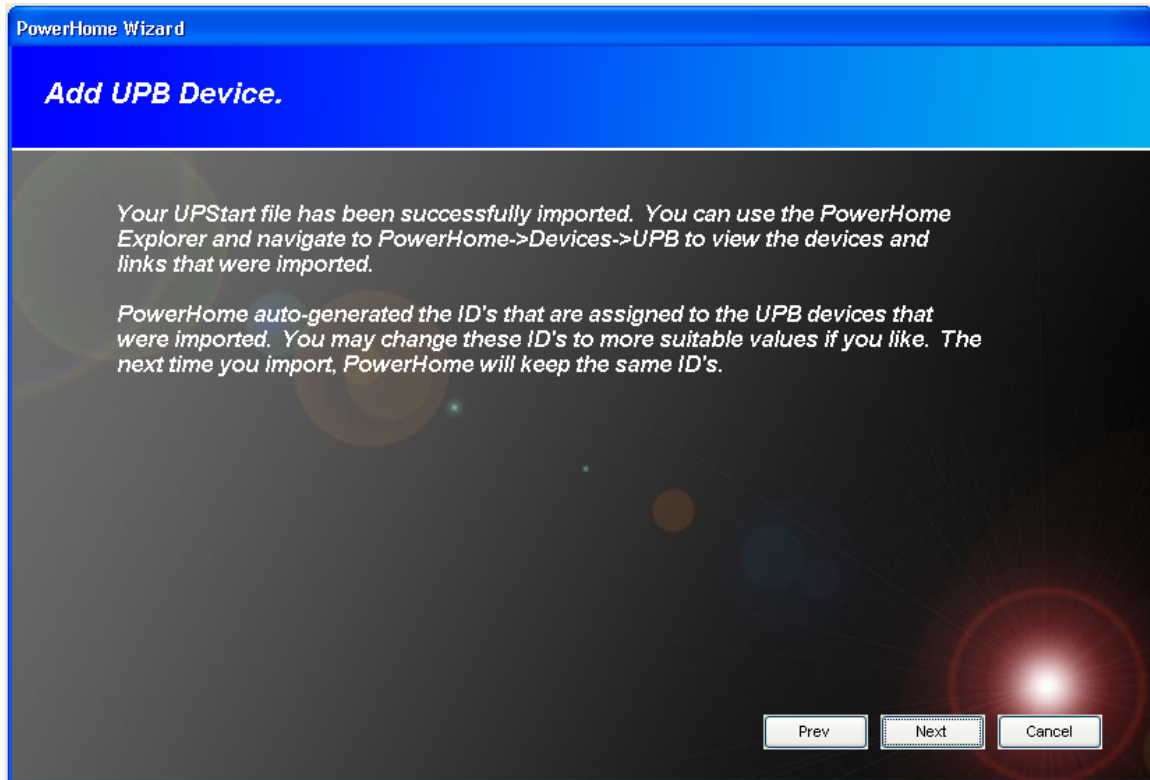 PowerHome Wizard
Add UPB Device.
Your UPStart file has been successfully imported. You can use the PowerHome
Explorer and navigate to PowerHome->Devices->UPB to view the devices and
links that were imported.
PowerHome auto-generated the ID's that are assigned to the UPB devices that
were imported. You may change these ID's to more suitable values if you like. The
next time you import, PowerHome will keep the same ID's.
Prev
Next
Cancel